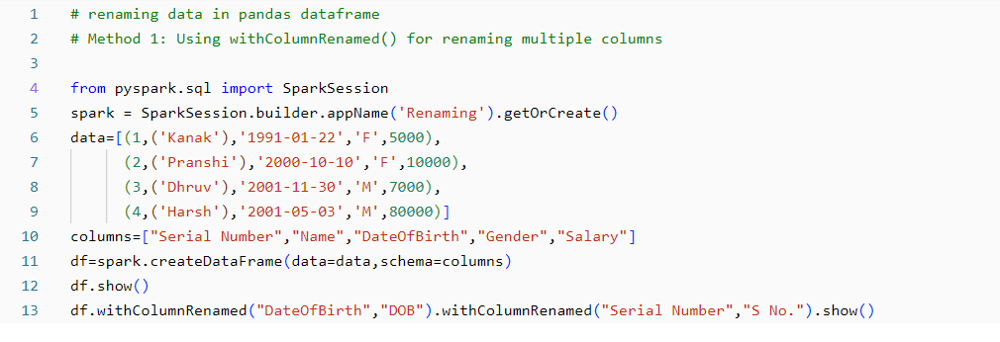 1 # renaming data in pandas dataframe
2 # Method 1: Using withColumnRenamed() for renaming multiple columns
3
4 from pyspark.sql import SparkSession
5 spark = SparkSession.builder.appName('Renaming').getOrCreate()
6 data=[(1,('Kanak'),'1991-01-22','F',5000),
7       (2,('Pranshi'),'2000-10-10','F',10000),
8       (3,('Dhruv'),'2001-11-30','M',7000),
9       (4,('Harsh'),'2001-05-03','M',80000)]
10 columns=["Serial Number","Name","DateOfBirth","Gender","Salary"]
11 df=spark.createDataFrame(data=data,schema=columns)
12 df.show()
13 df.withColumnRenamed("DateOfBirth","DOB").withColumnRenamed("Serial Number","S No.").show()